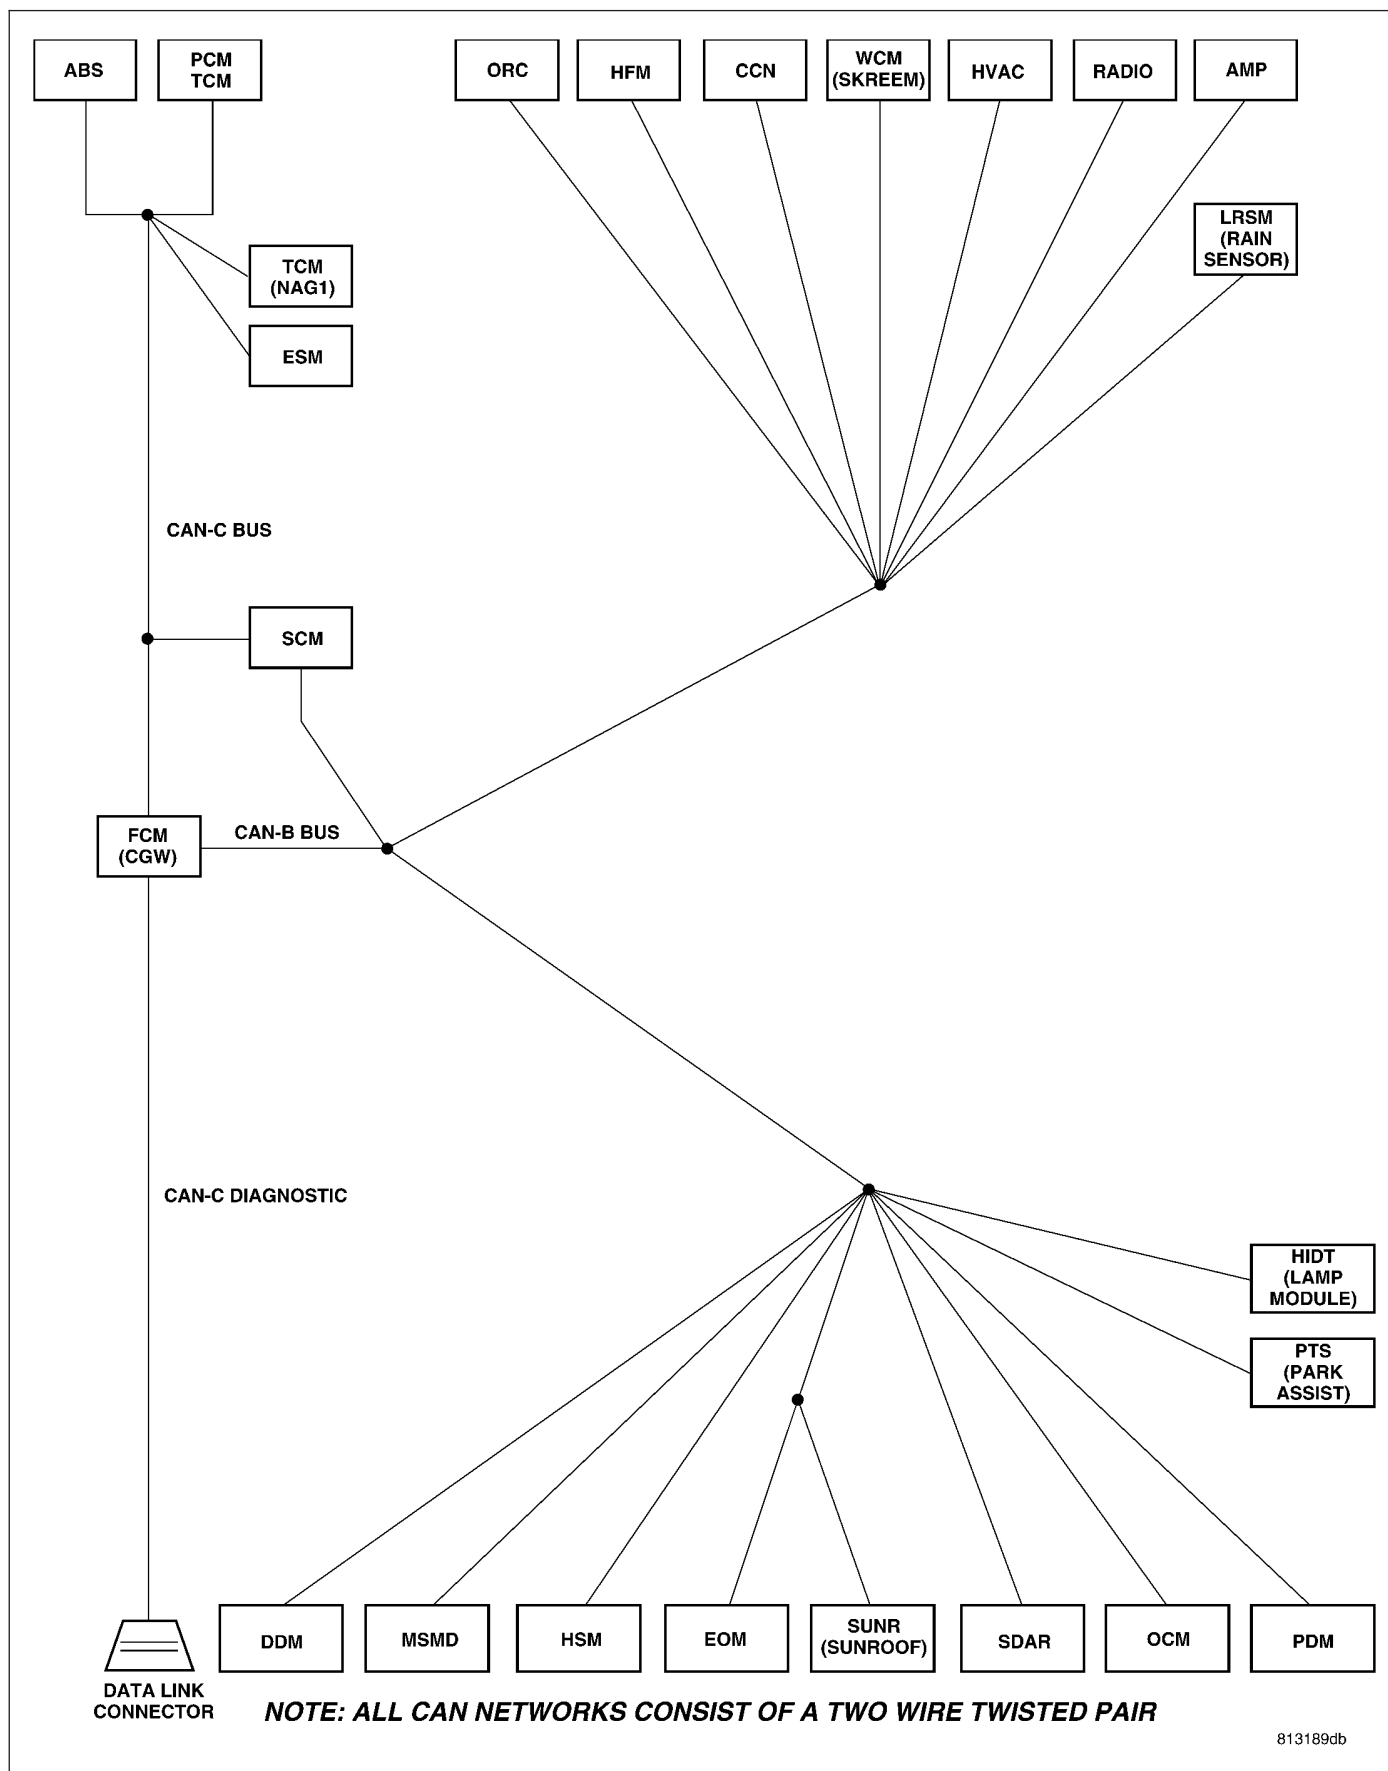 ABS
PCM
TCM
ORC
HFM
CCN
WCM
(SKREEM)
HVAC
RADIO
AMP
LRSM
(RAIN
SENSOR)
TCM
(NAG1)
ESM
CAN-C BUS
SCM
FCM
(CGW)
CAN-B BUS
CAN-C DIAGNOSTIC
HIDT
(LAMP
MODULE)
PTS
(PARK
ASSIST)
DDM
MSMD
HSM
EOM
SUNR
(SUNROOF)
SDAR
OCM
PDM
DATA LINK
CONNECTOR
NOTE: ALL CAN NETWORKS CONSIST OF A TWO WIRE TWISTED PAIR
813189db